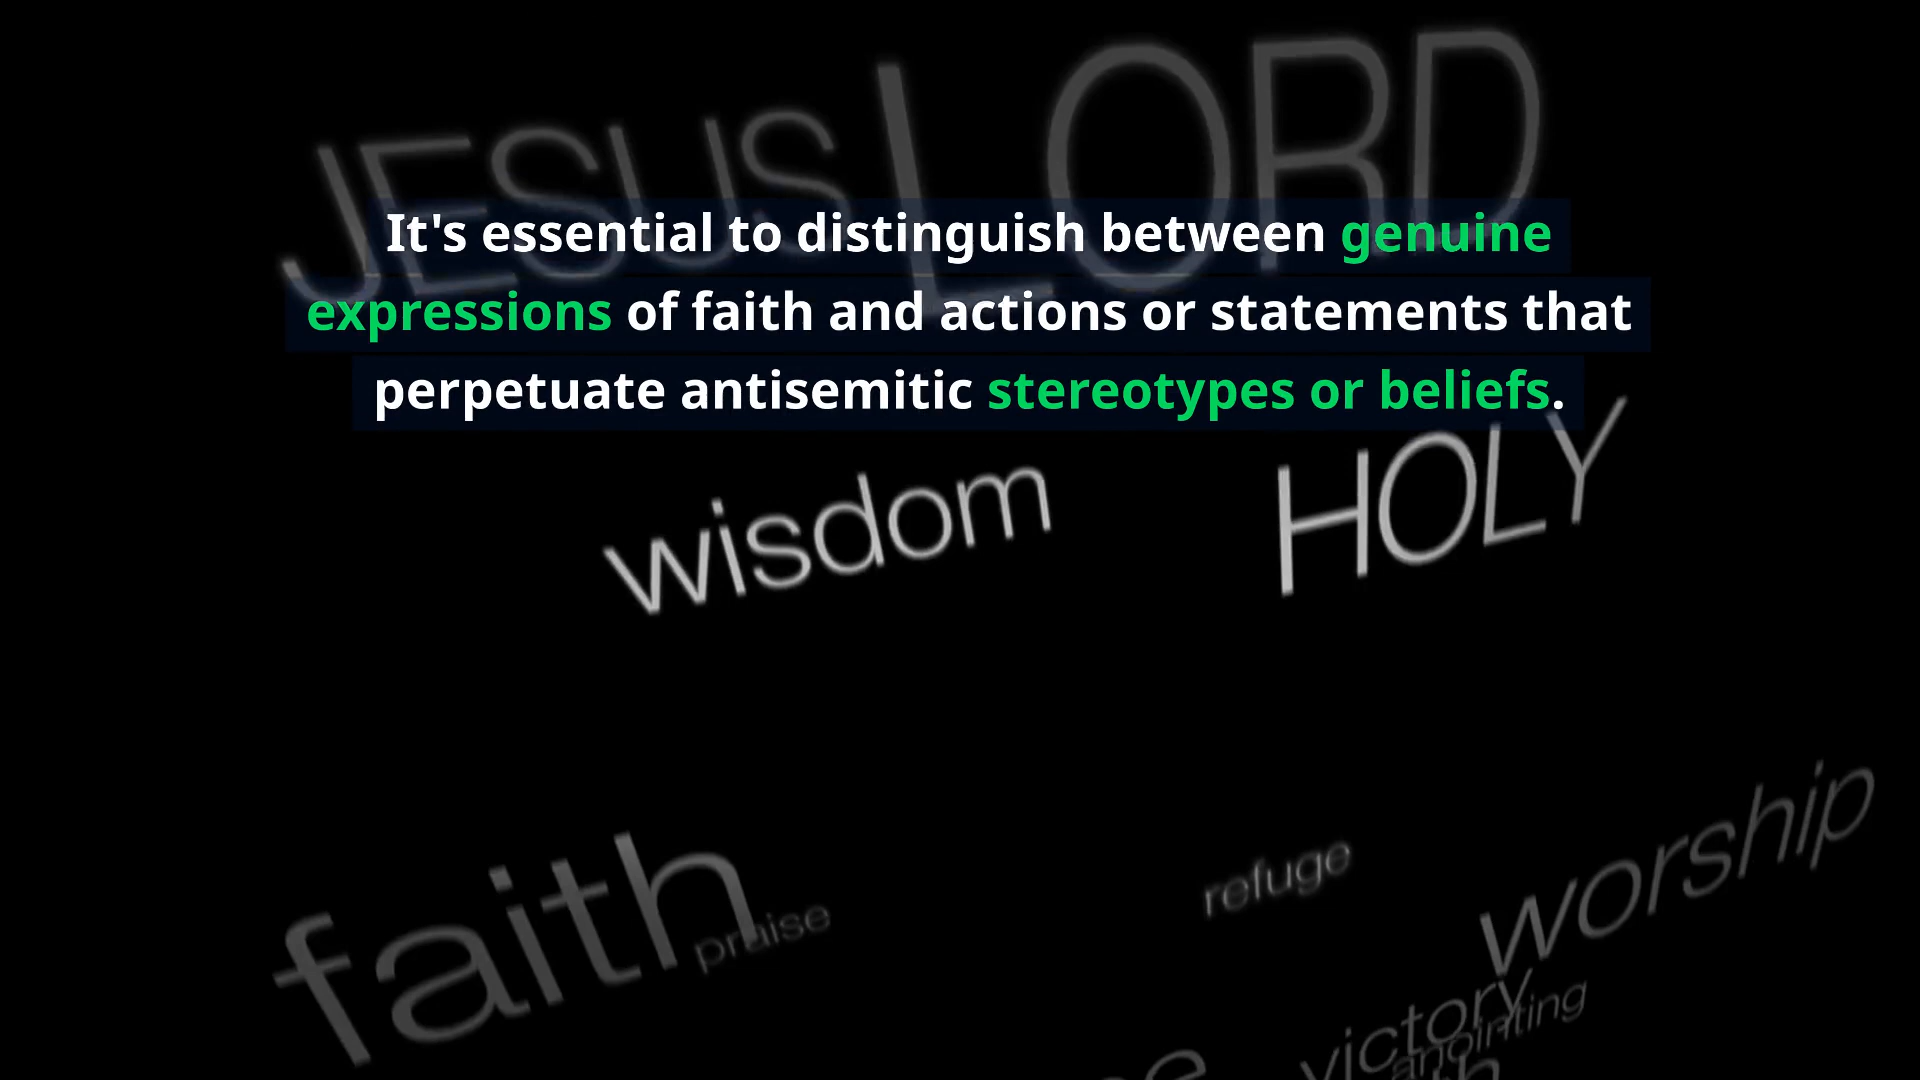 JESUS LORD
It's essential to distinguish between genuine
expressions of faith and actions or statements that
perpetuate antisemitic stereotypes or beliefs.
wisdom
HOLY
faith
praise
refuge
worship
victory
anointing